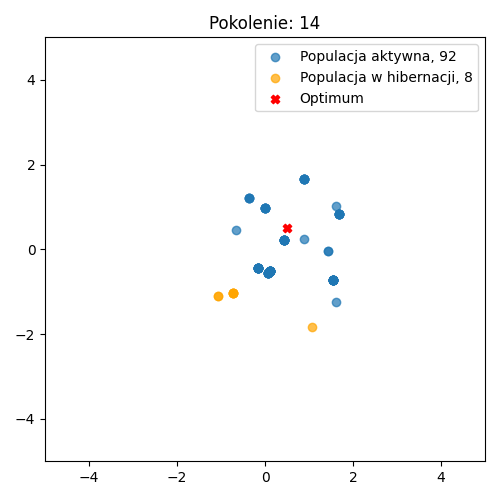 Pokolenie: 14
Populacja aktywna, 92
Populacja w hibernacji, 8
Optimum
4
2
0
−2
−4
−4 −2 0 2 4